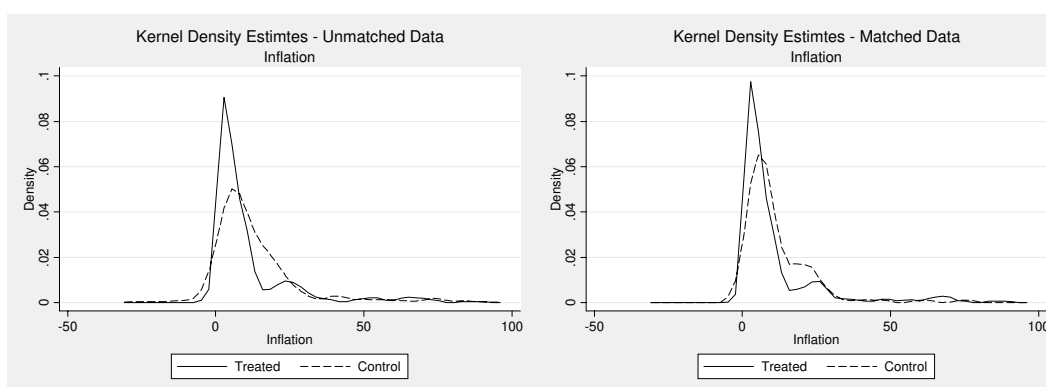 Kernel Density Estimtes - Unmatched Data
Inflation
.1
.08
.06
.04
.02
0
Density
-50 0 50 100
Inflation
Treated Control
Kernel Density Estimtes - Matched Data
Inflation
.1
.08
.06
.04
.02
0
Density
-50 0 50 100
Inflation
Treated Control